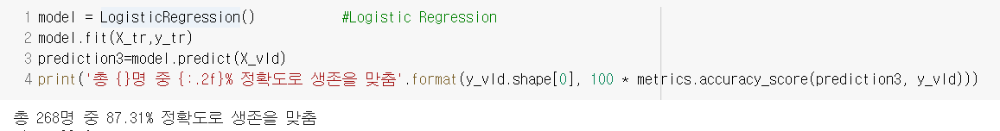 1 model = LogisticRegression() #Logistic Regression
2 model.fit(X_tr,y_tr)
3 prediction3=model.predict(X_vld)
4 print('총 {}명 중 {:.2f}% 정확도로 생존을 맞춤'.format(y_vld.shape[0], 100 * metrics.accuracy_score(prediction3, y_vld)))
총 268명 중 87.31% 정확도로 생존을 맞춤